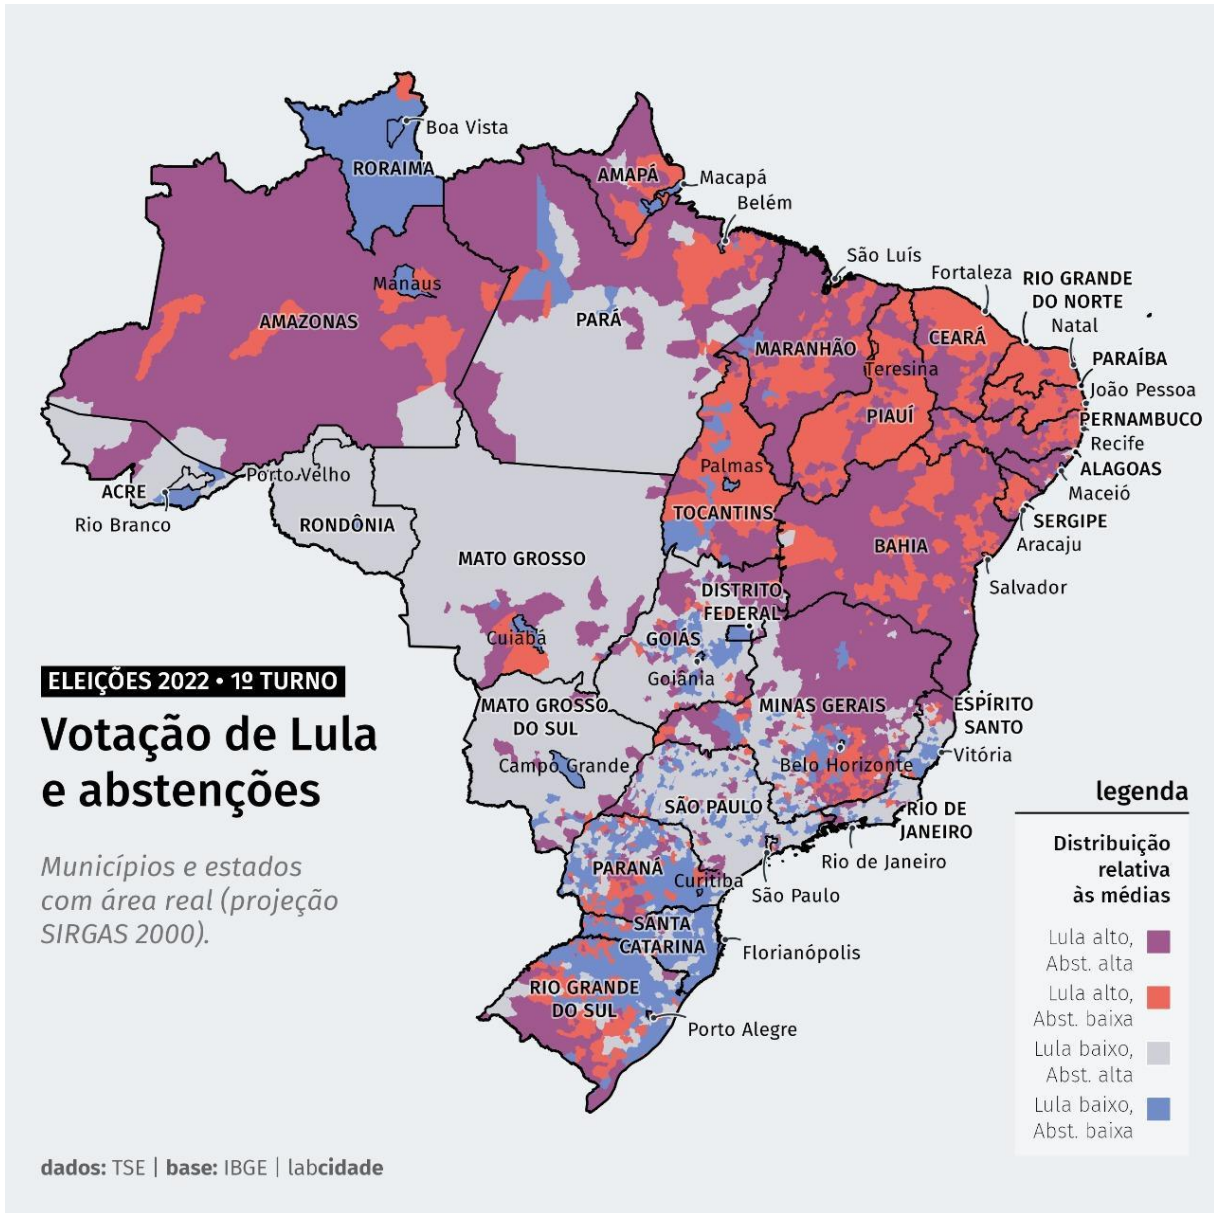 Boa Vista
RORAIMA
AMAPÁ
Macapá
Belém
São Luís
Fortaleza
RIO GRANDE
DO NORTE
Natal
Manaus
AMAZONAS
PARÁ
MARANHÃO
CEARÁ
PARAÍBA
Teresina
João Pessoa
PIAUÍ
PERNAMBUCO
Recife
Palmas
ALAGOAS
Porto Velho
ACRE
Maceió
Rio Branco
RONDÔNIA
TOCANTINS
SERGIPE
Aracaju
MATO GROSSO
BAHIA
Salvador
DISTRITO
FEDERAL
Cuiabá
GOIÁS
Goiânia
ELEIÇÕES 2022 • 1º TURNO
Votação de Lula
e abstenções
MATO GROSSO
DO SUL
MINAS GERAIS
ESPÍRITO
SANTO
Vitória
Campo Grande
Belo Horizonte
SÃO PAULO
RIO DE
JANEIRO
Rio de Janeiro
Municípios e estados
com área real (projeção
SIRGAS 2000).
PARANÁ
Curitiba
São Paulo
SANTA
CATARINA
Florianópolis
RIO GRANDE
DO SUL
Porto Alegre
legenda
Distribuição
relativa
às médias
Lula alto,
Abst. alta
Lula alto,
Abst. baixa
Lula baixo,
Abst. alta
Lula baixo,
Abst. baixa
dados: TSE | base: IBGE | labcidade